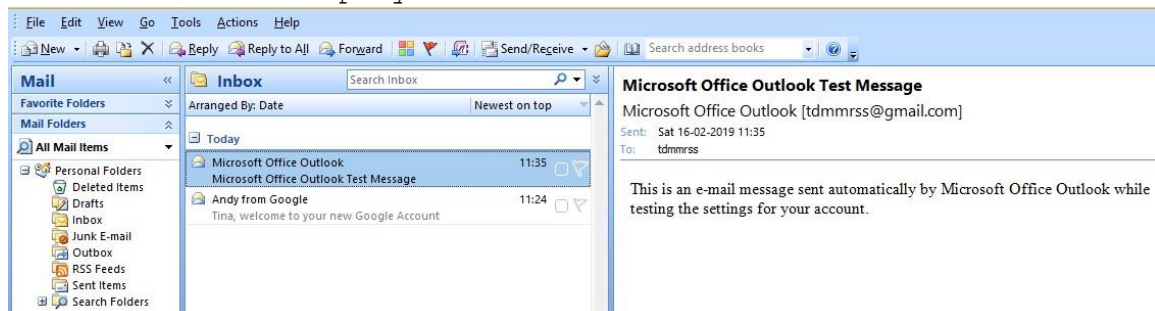 File Edit View Go Tools Actions Help
New Reply Reply to All Forward Send/Receive Search address books
Mail
Favorite Folders
Mail Folders
All Mail Items
Personal Folders
Deleted Items
Drafts
Inbox
Junk E-mail
Outbox
RSS Feeds
Sent Items
Search Folders
Inbox Search Inbox
Arranged By: Date Newest on top
Today
Microsoft Office Outlook 11:35
Microsoft Office Outlook Test Message
Andy from Google 11:24
Tina, welcome to your new Google Account
Microsoft Office Outlook Test Message
Microsoft Office Outlook [tdmmrss@gmail.com]
Sent: Sat 16-02-2019 11:35
To: tdmmrss
This is an e-mail message sent automatically by Microsoft Office Outlook while
testing the settings for your account.